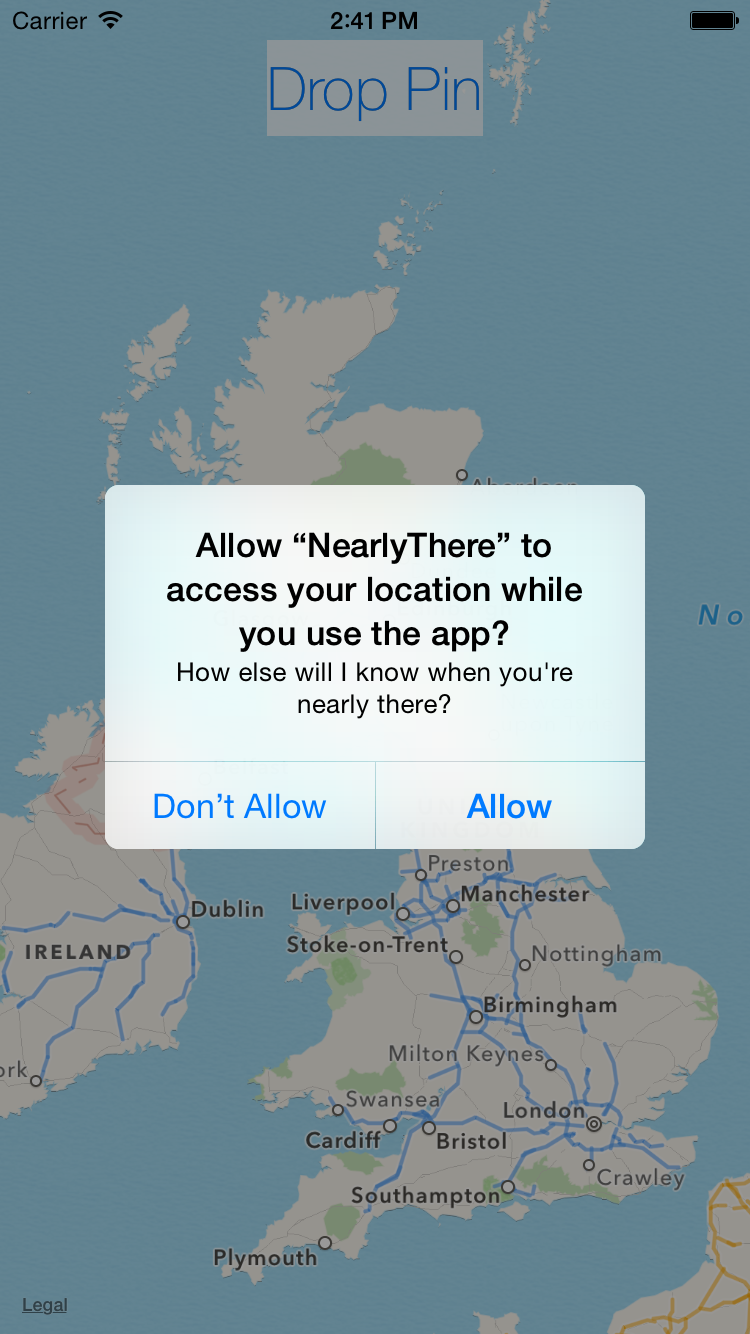 Carrier 2:41 PM
Drop Pin
Aberdeen
Allow “NearlyThere” to
access your location while
you use the app?
How else will I know when you're
nearly there?
No
Don’t Allow Allow
Preston
Manchester
Liverpool
Dublin
Stoke-on-Trent
IRELAND
Nottingham
Birmingham
Milton Keynes
ork
Swansea
London
Cardiff
Bristol
Crawley
Southampton
Plymouth
Legal